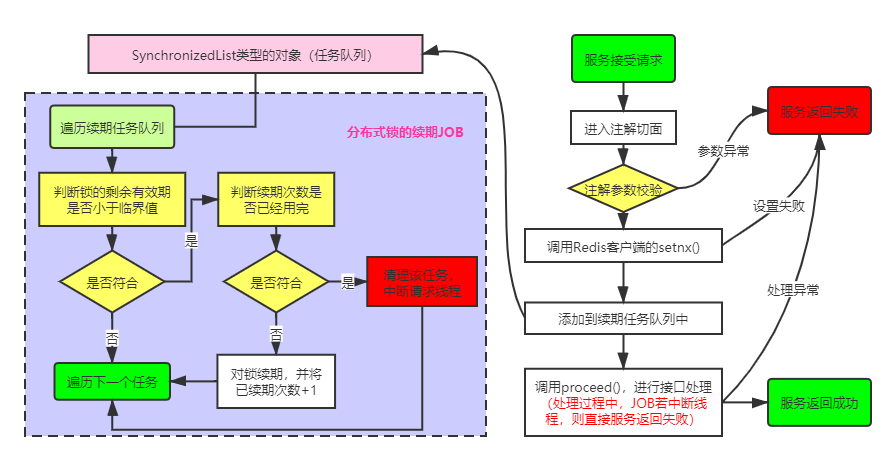 SynchronizedList类型的对象（任务队列）
分布式锁的续期JOB
遍历续期任务队列
判断锁的剩余有效期
是否小于临界值
判断续期次数是
否已经用完
是
是否符合
是否符合
是
清理该任务，
中断请求线程
否
否
遍历下一个任务
对锁续期，并将
已续期次数+1
服务接受请求
进入注解切面
注解参数校验
参数异常
服务返回失败
调用Redis客户端的setnx()
设置失败
添加到续期任务队列中
处理异常
调用proceed()，进行接口处理
（处理过程中，JOB若中断线
程，则直接服务返回失败）
服务返回成功